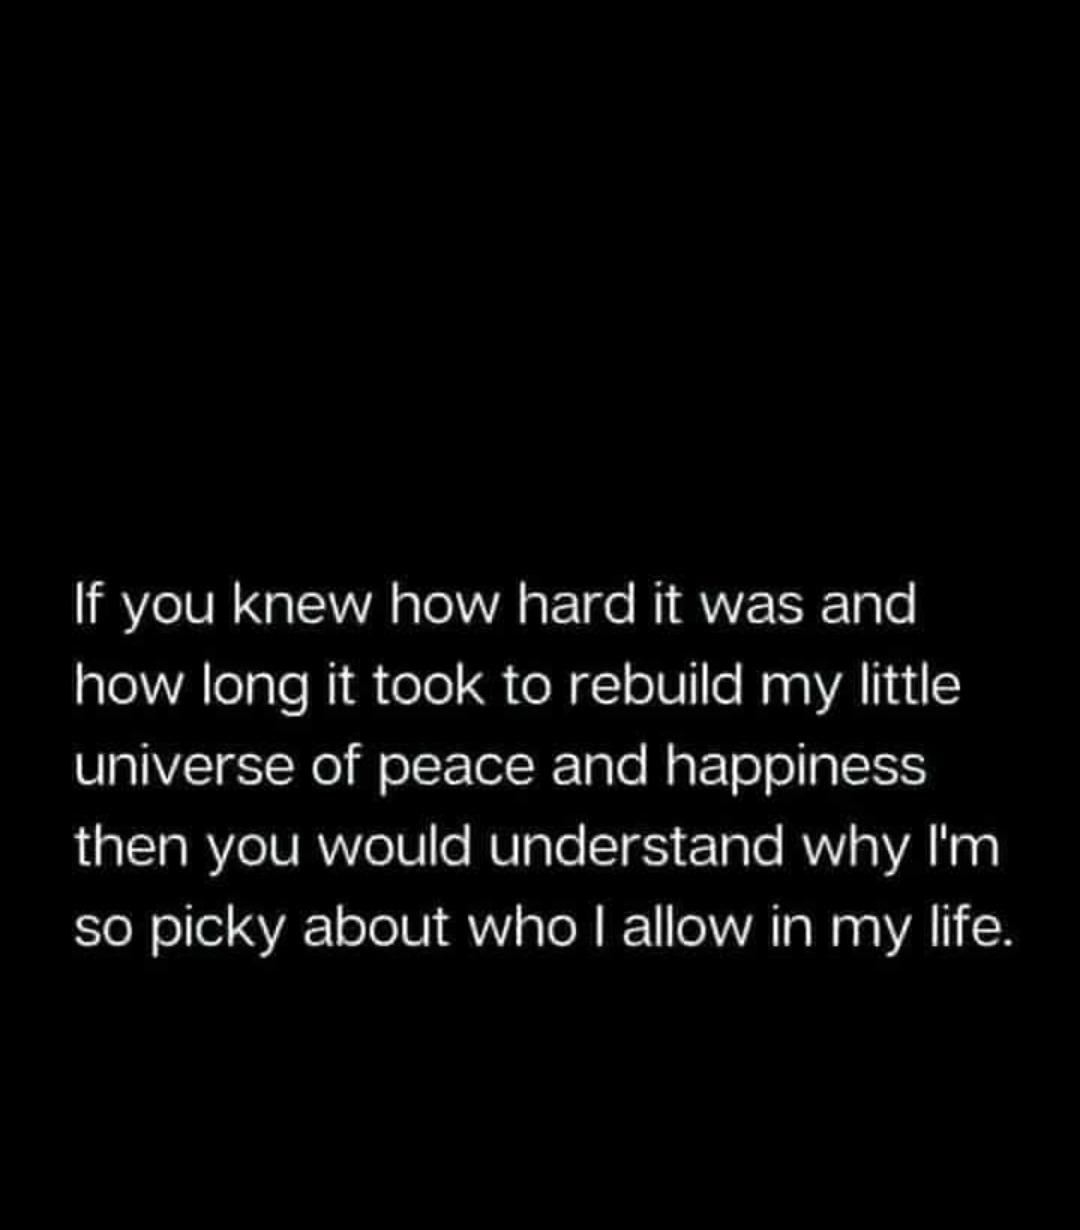 If you knew how hard it was and
how long it took to rebuild my little
universe of peace and happiness
then you would understand why I'm
so picky about who I allow in my life.